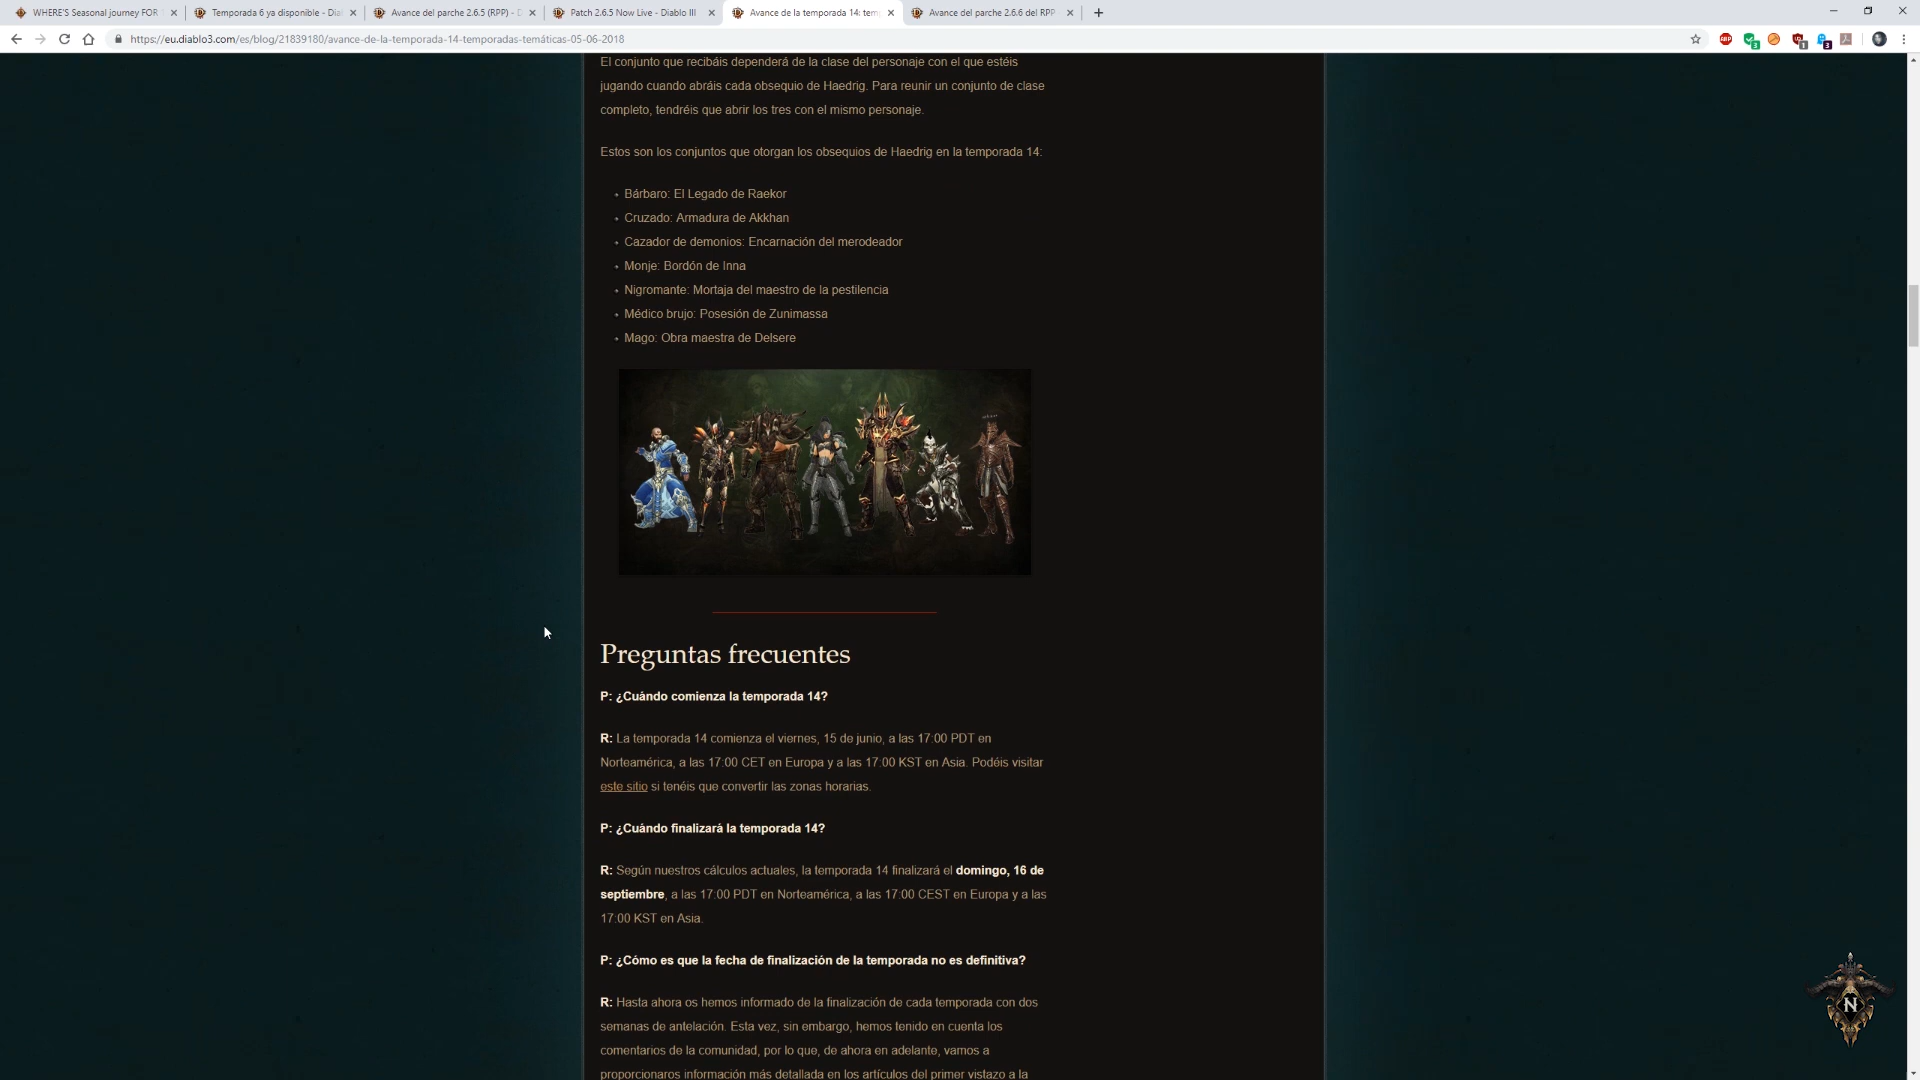 WHERE'S Seasonal journey FOR
Temporada 6 ya disponible - Dia
Avance del parche 2.6.5 (RPP) - D
Patch 2.6.5 Now Live - Diablo III
Avance de la temporada 14: tem
Avance del parche 2.6.6 del RPP
https://eu.diablo3.com/es/blog/21839180/avance-de-la-temporada-14-temporadas-temáticas-05-06-2018
El conjunto que recibáis dependerá de la clase del personaje con el que estéis
jugando cuando abráis cada obsequio de Haedrig. Para reunir un conjunto de clase
completo, tendréis que abrir los tres con el mismo personaje.
Estos son los conjuntos que otorgan los obsequios de Haedrig en la temporada 14:
• Bárbaro: El Legado de Raekor
• Cruzado: Armadura de Akkhan
• Cazador de demonios: Encarnación del merodeador
• Monje: Bordón de Inna
• Nigromante: Mortaja del maestro de la pestilencia
• Médico brujo: Posesión de Zunimassa
• Mago: Obra maestra de Delsere
Preguntas frecuentes
P: ¿Cuándo comienza la temporada 14?
R: La temporada 14 comienza el viernes, 15 de junio, a las 17:00 PDT en
Norteamérica, a las 17:00 CET en Europa y a las 17:00 KST en Asia. Podéis visitar
este sitio si tenéis que convertir las zonas horarias.
P: ¿Cuándo finalizará la temporada 14?
R: Según nuestros cálculos actuales, la temporada 14 finalizará el domingo, 16 de
septiembre, a las 17:00 PDT en Norteamérica, a las 17:00 CEST en Europa y a las
17:00 KST en Asia.
P: ¿Cómo es que la fecha de finalización de la temporada no es definitiva?
R: Hasta ahora os hemos informado de la finalización de cada temporada con dos
semanas de antelación. Esta vez, sin embargo, hemos tenido en cuenta los
comentarios de la comunidad, por lo que, de ahora en adelante, vamos a
proporcionaros información más detallada en los artículos del primer vistazo a la
N